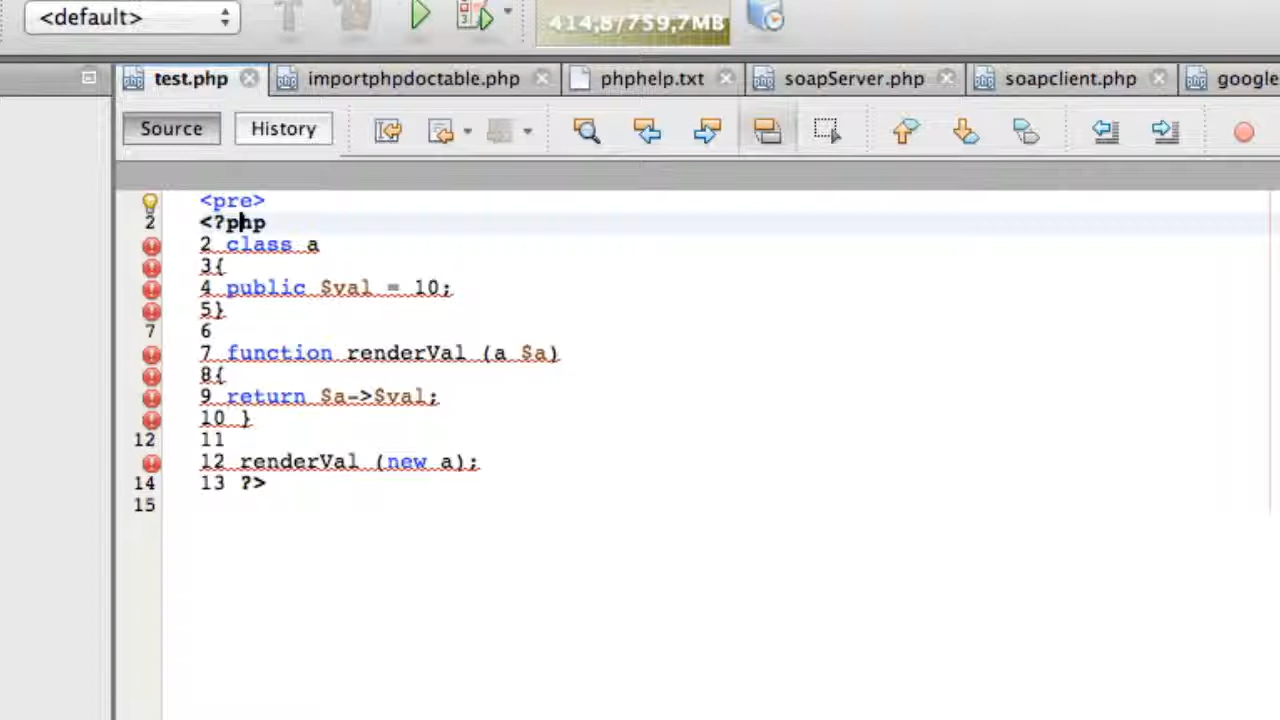 <default>
414,8/759,7MB
test.php importphpdoctable.php phphelp.txt soapServer.php soapclient.php google
Source History
<pre>
2 <?php
2 class a
3{
4 public $val = 10;
5}
7 6
7 function renderVal (a $a)
8{
9 return $a->$val;
10 }
12 11
12 renderVal (new a);
14 13 ?>
15